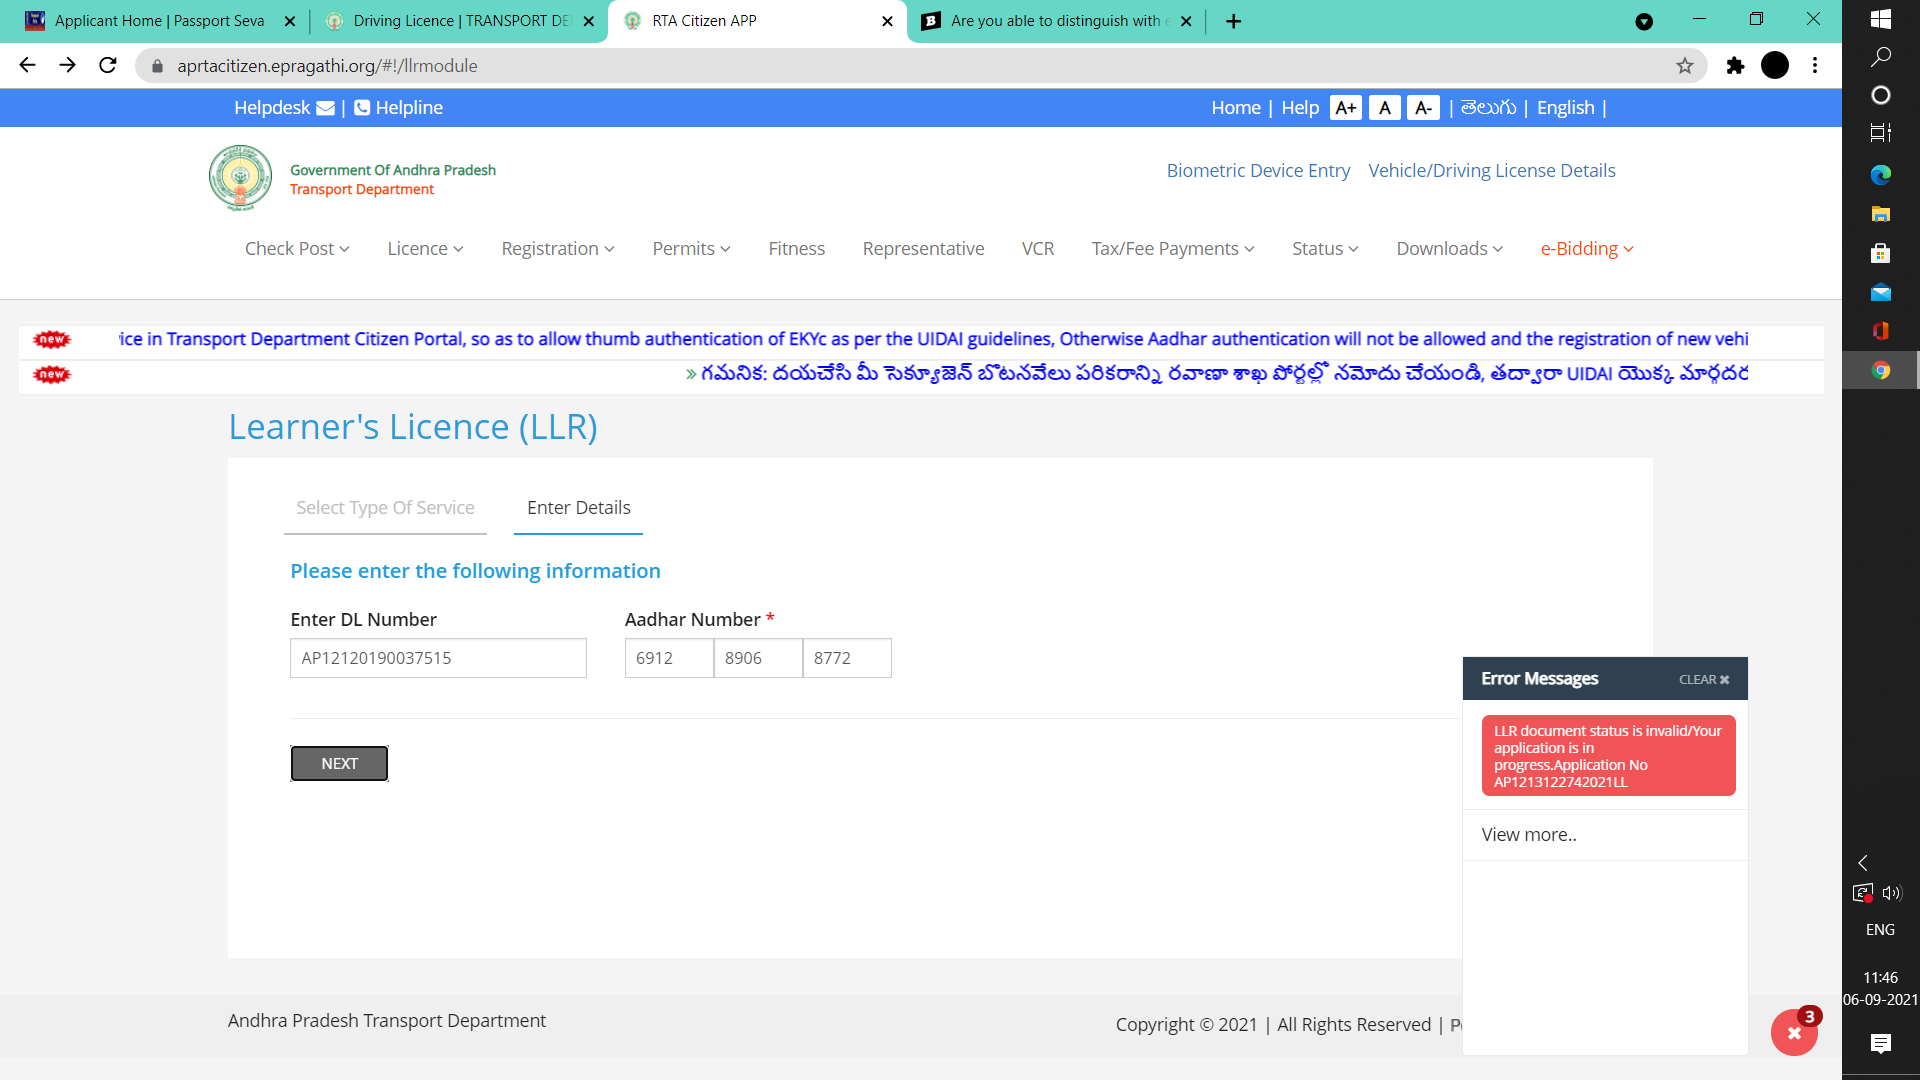 Applicant Home | Passport Seva
Driving Licence | TRANSPORT DE
RTA Citizen APP
Are you able to distinguish with e
aprtacitizen.epragathi.org/#!/llrmodule
Helpdesk | Helpline
Home | Help A+ A A- | తెలుగు | English |
Government Of Andhra Pradesh
Transport Department
Biometric Device Entry Vehicle/Driving License Details
Check Post Licence Registration Permits Fitness Representative VCR Tax/Fee Payments Status Downloads e-Bidding
new ice in Transport Department Citizen Portal, so as to allow thumb authentication of EKYc as per the UIDAI guidelines, Otherwise Aadhar authentication will not be allowed and the registration of new vehi
new » గమనిక: దయచేసి మీ సెక్యూజెన్ బొటనవేలు పరికరాన్ని రవాణా శాఖ పోర్టల్లో నమోదు చేయండి, తద్వారా UIDAI యొక్క మార్గదర
Learner's Licence (LLR)
Select Type Of Service Enter Details
Please enter the following information
Enter DL Number Aadhar Number *
AP12120190037515 6912 8906 8772
NEXT
Error Messages CLEAR ✖
LLR document status is invalid/Your
application is in
progress.Application No
AP1213122742021LL
View more..
Andhra Pradesh Transport Department
Copyright © 2021 | All Rights Reserved |
3
ENG
11:46
06-09-2021